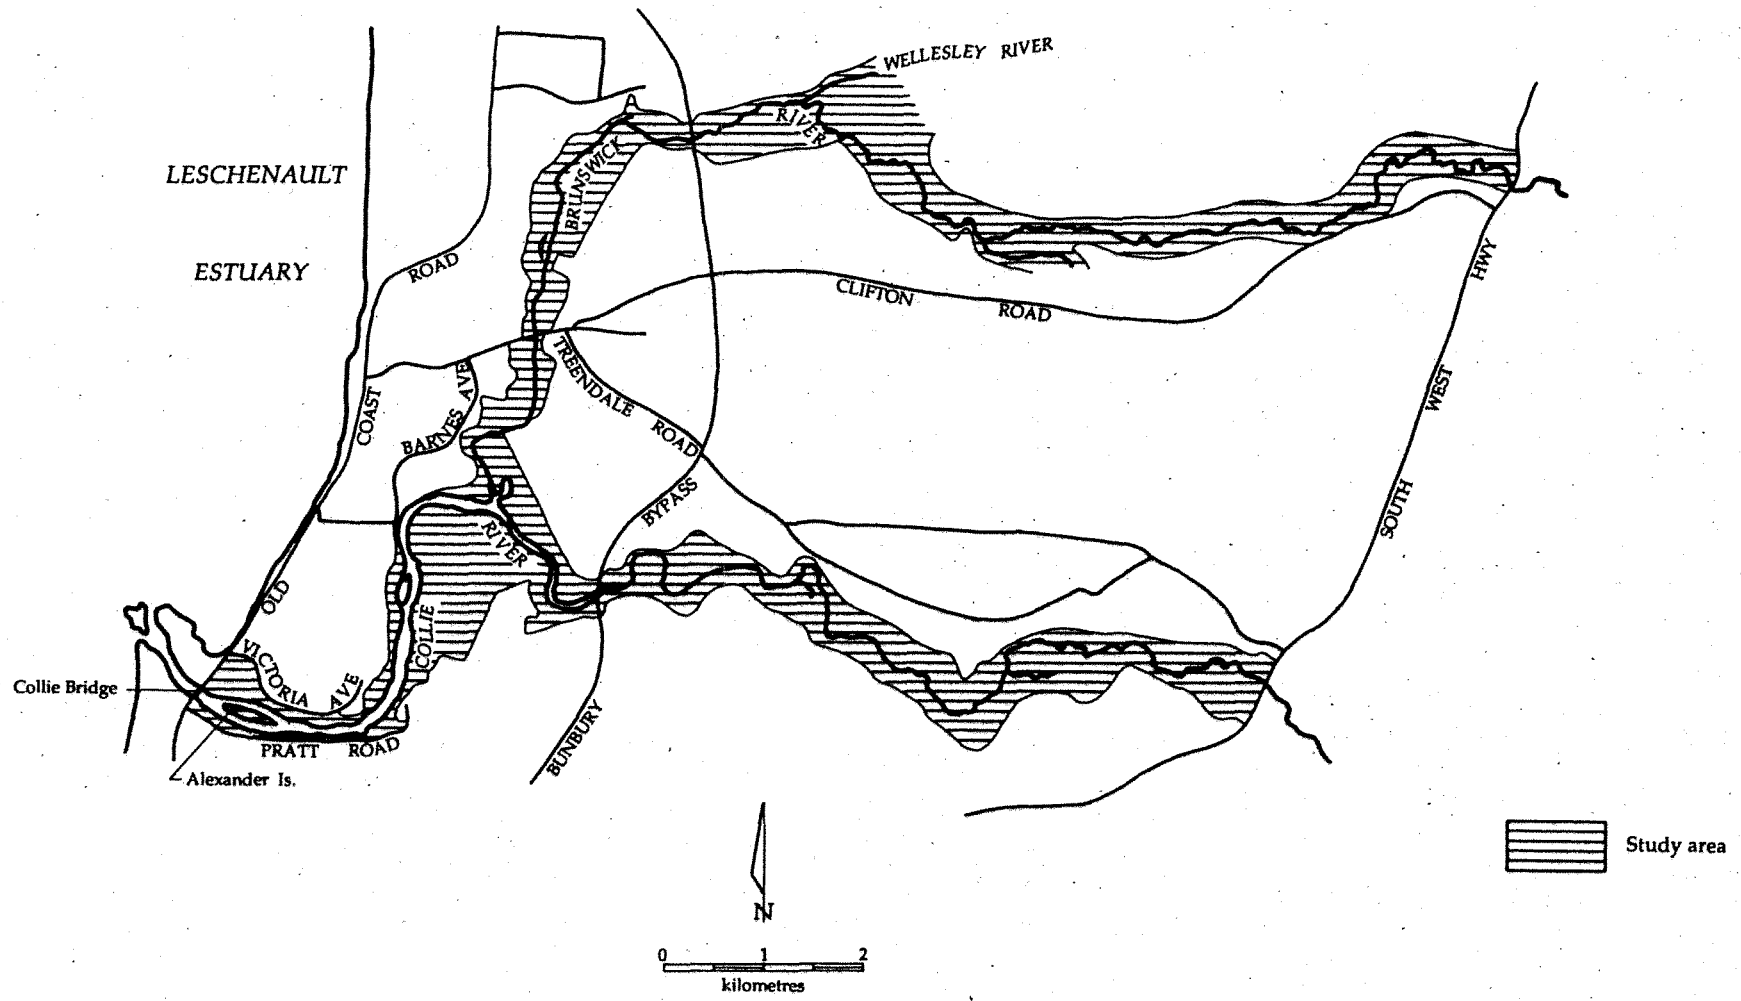 WELLESLEY RIVER
RIVER
BRUNSWICK
LESCHENAULT
ESTUARY
ROAD
HWY
CLIFTON
ROAD
TREENDALE
ROAD
BARNES AVE
COAST
WEST
BYPASS
SOUTH
RIVER
OLD
COLLIE
VICTORIA
AVE
Collie Bridge
PRATT ROAD
BUNBURY
Alexander Is.
Study area
N
0 1 2
kilometres